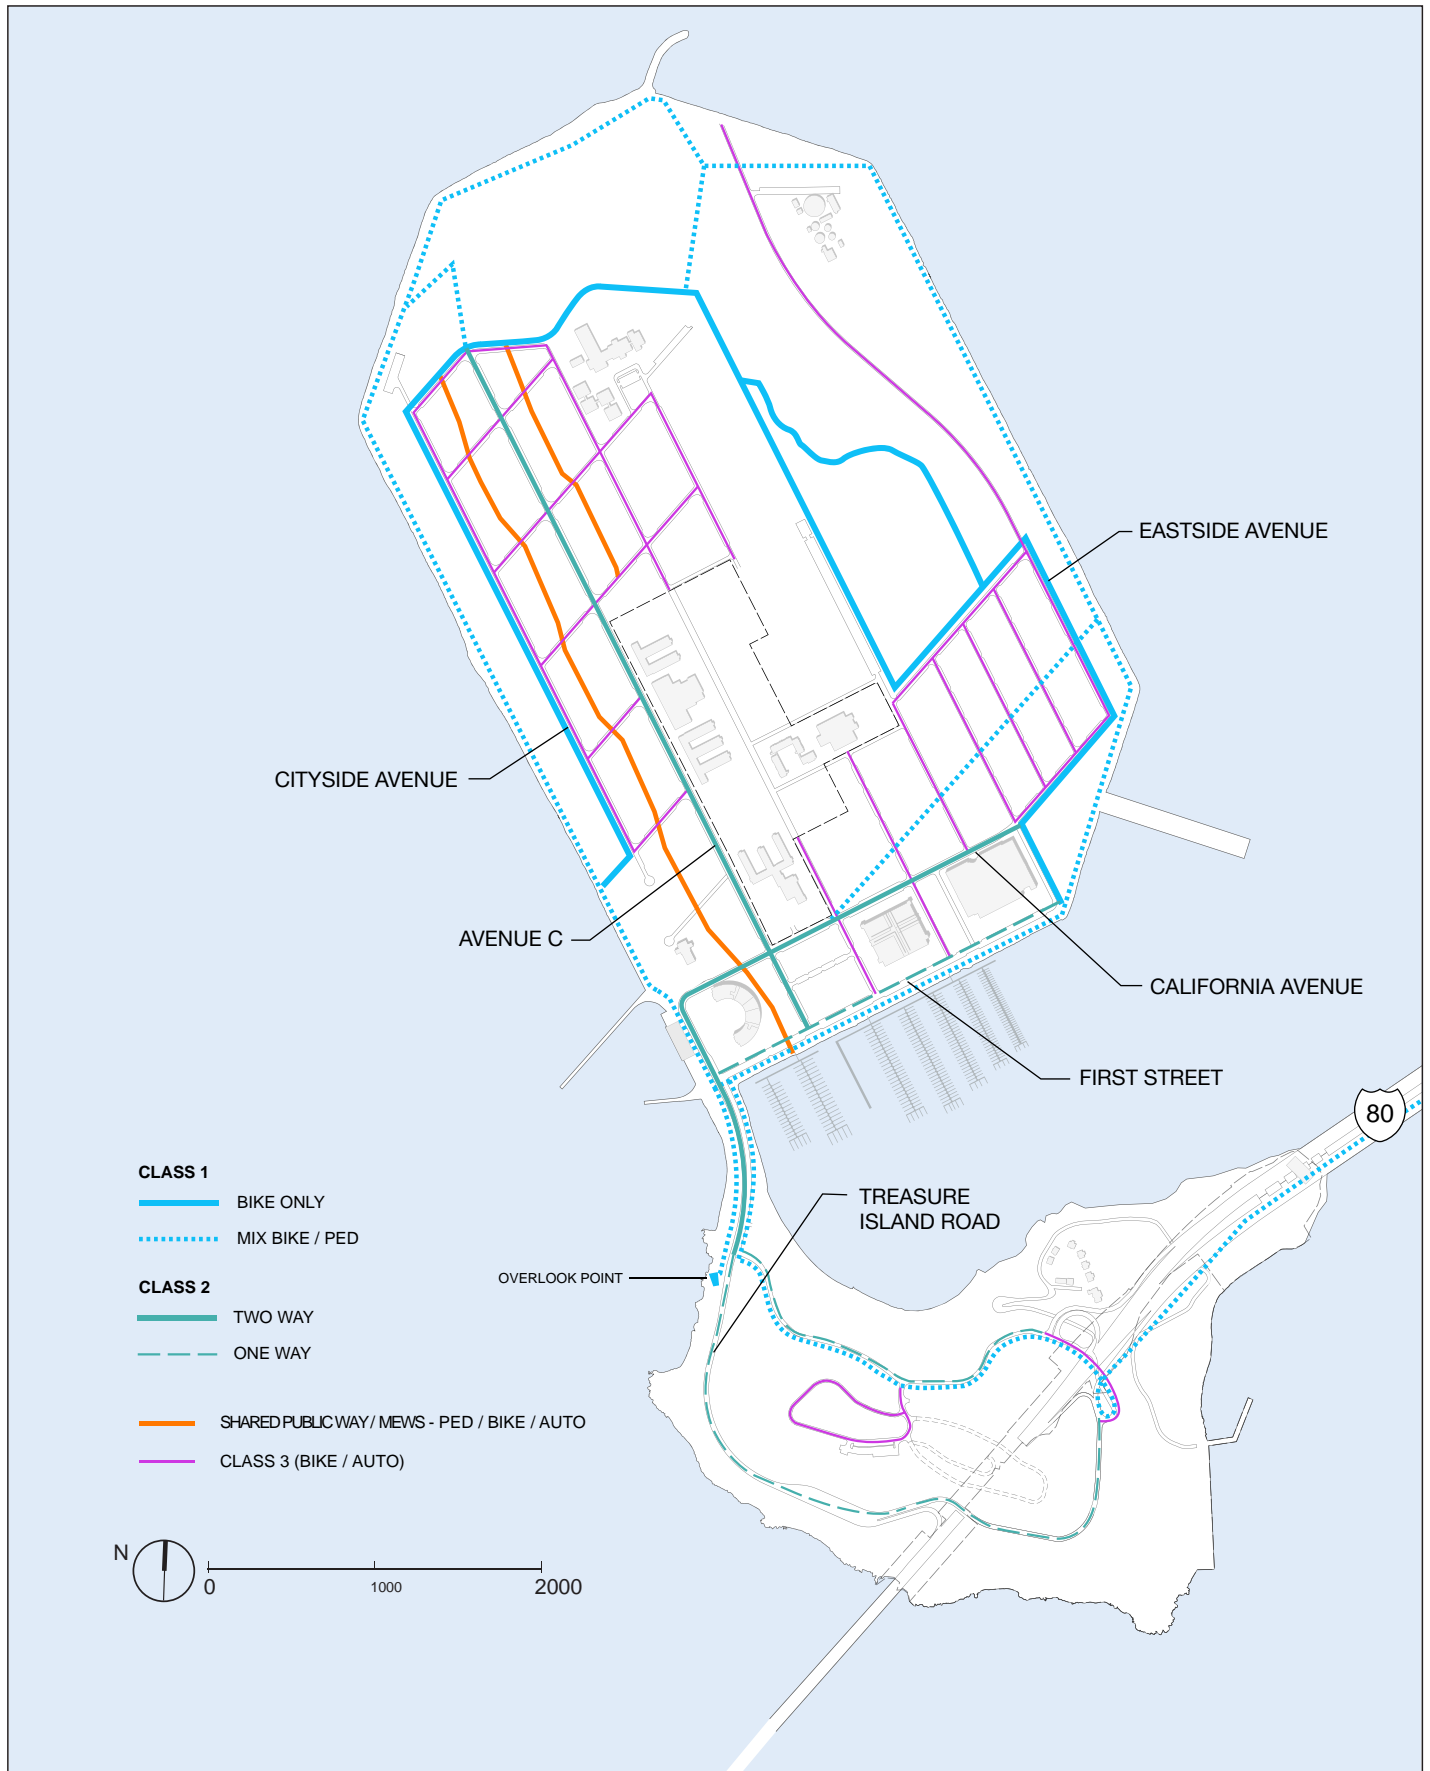 EASTSIDE AVENUE
CITYSIDE AVENUE
AVENUE C
CALIFORNIA AVENUE
FIRST STREET
80
TREASURE
ISLAND ROAD
OVERLOOK POINT
CLASS 1
BIKE ONLY
MIX BIKE / PED
CLASS 2
TWO WAY
ONE WAY
SHARED PUBLIC WAY / MEWS - PED / BIKE / AUTO
CLASS 3 (BIKE / AUTO)
N
0 1000 2000